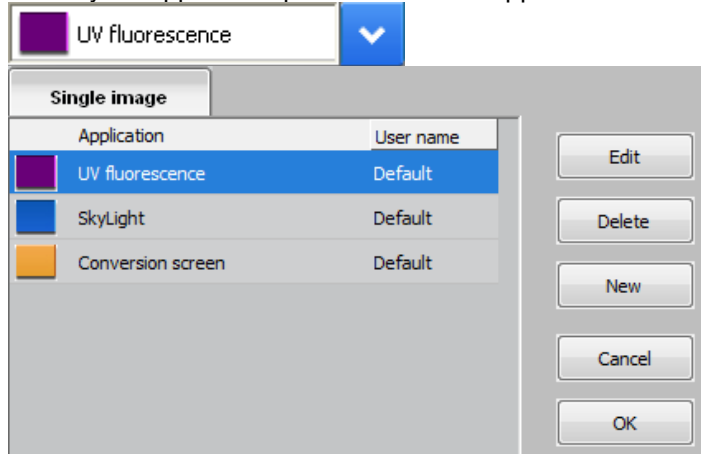 UV fluorescence
Single image
Application User name
UV fluorescence Default
SkyLight Default
Conversion screen Default
Edit
Delete
New
Cancel
OK